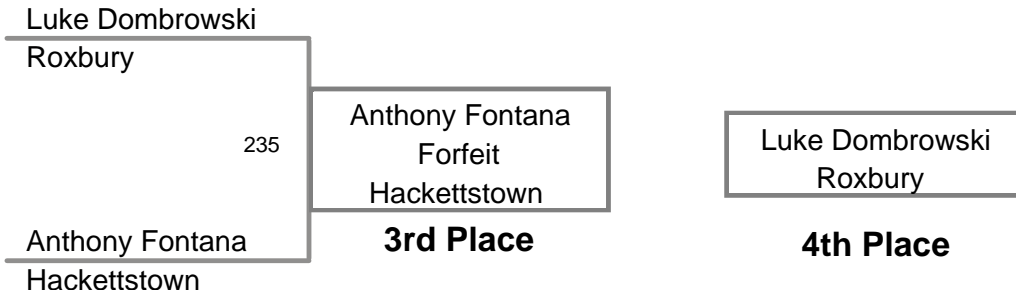 Luke Dombrowski
Roxbury
235
Anthony Fontana
Hackettstown
Anthony Fontana
Forfeit
Hackettstown
3rd Place
Luke Dombrowski
Roxbury
4th Place